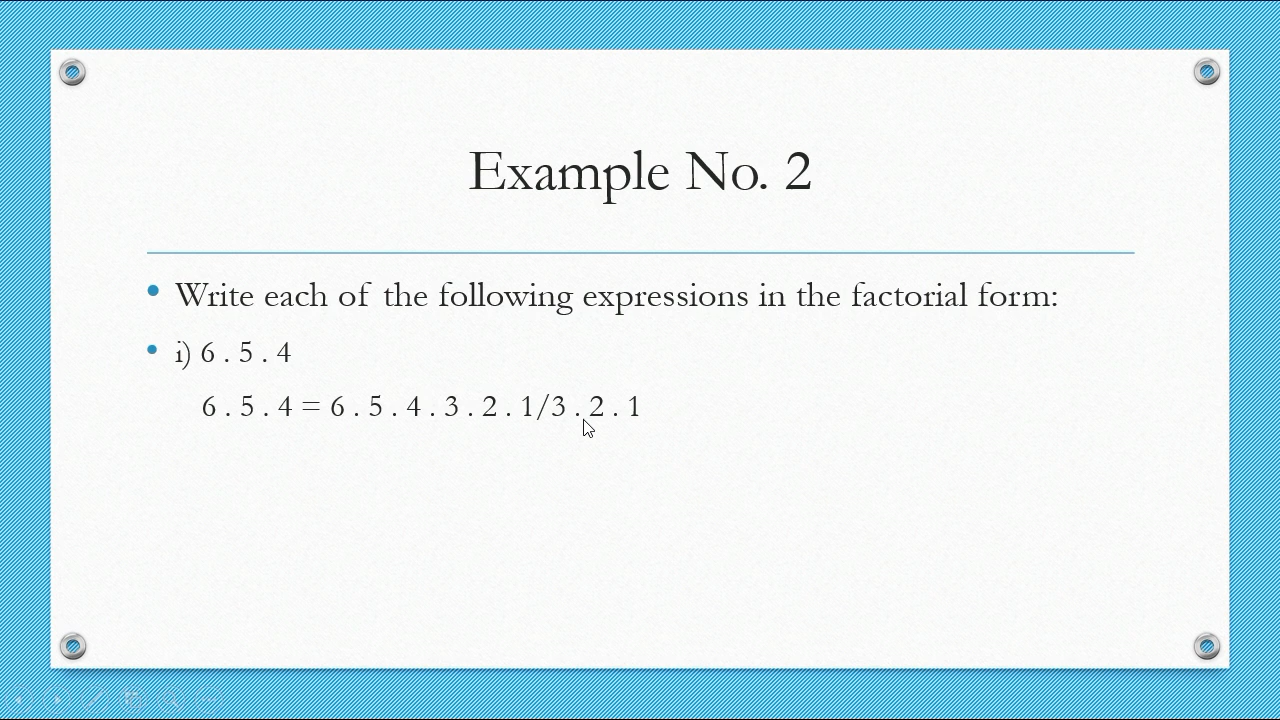 Example No. 2
• Write each of the following expressions in the factorial form:
• i) 6 . 5 . 4
6 . 5 . 4 = 6 . 5 . 4 . 3 . 2 . 1/3 . 2 . 1